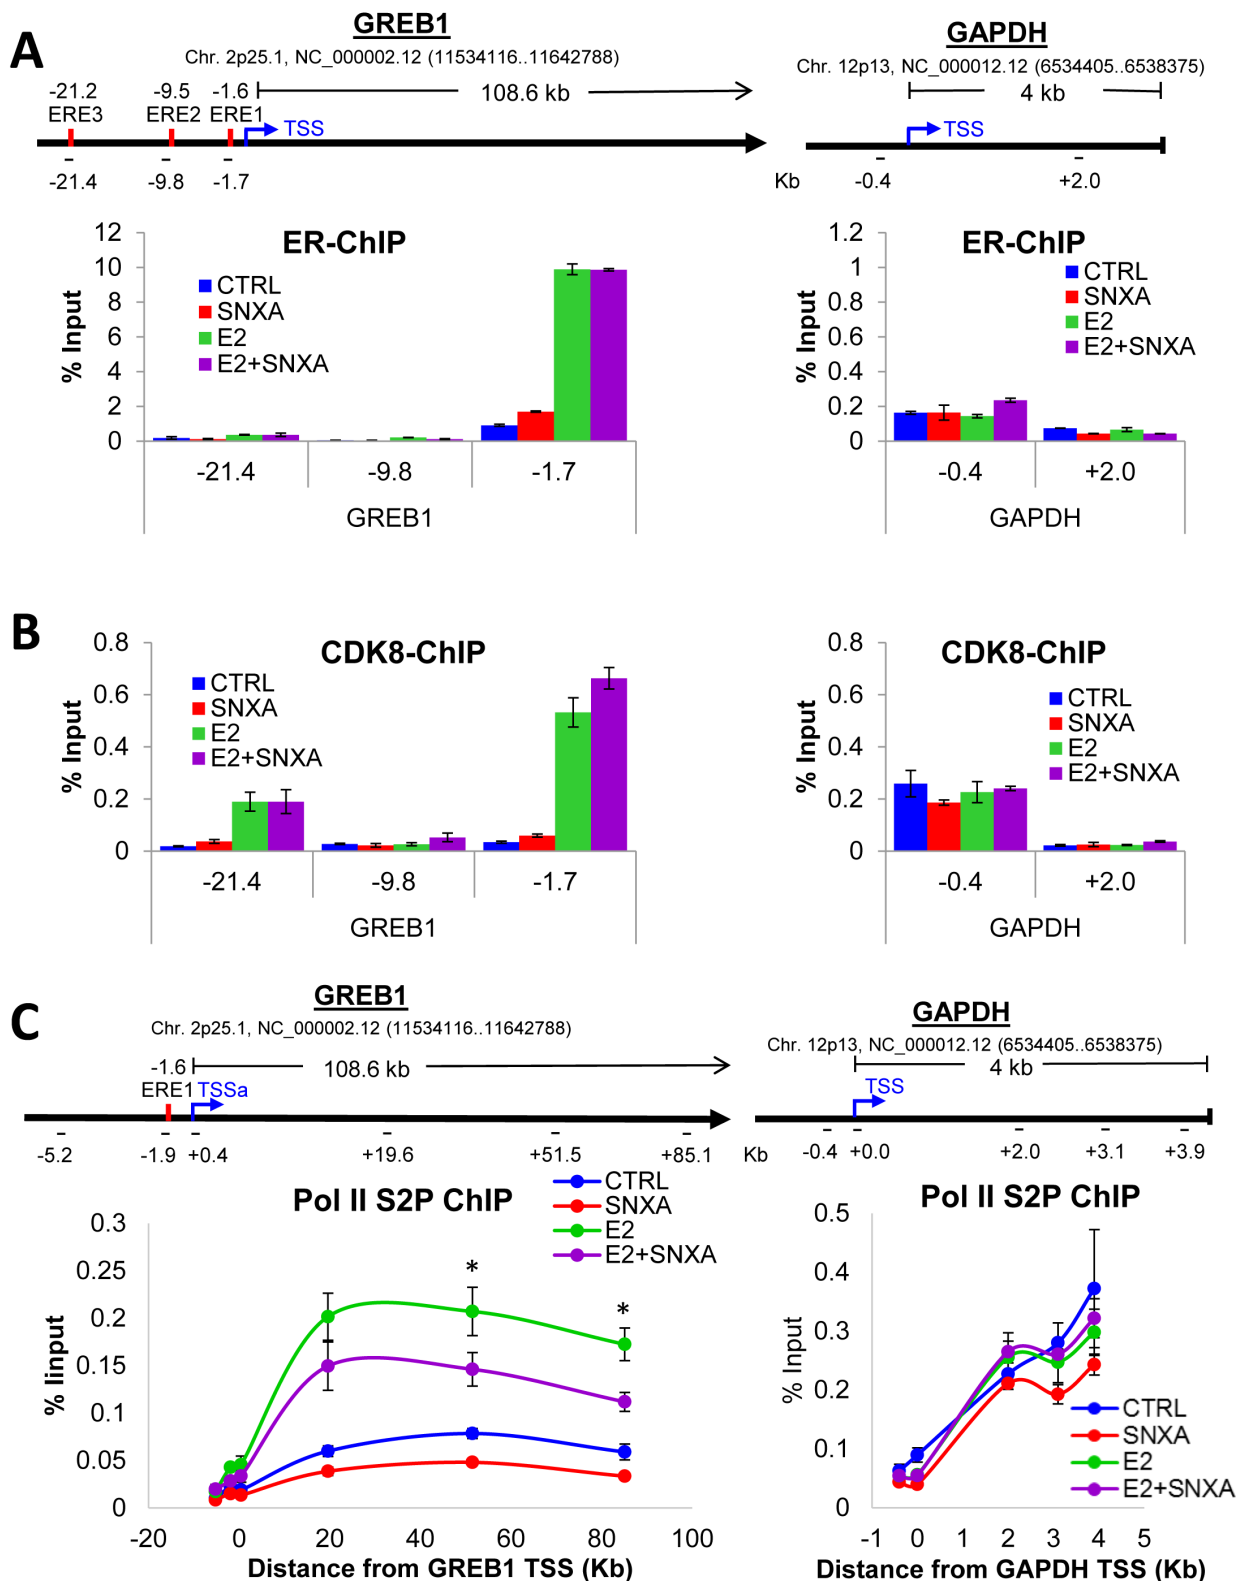 A
GREB1
Chr. 2p25.1, NC_000002.12 (11534116..11642788)
-21.2 -9.5 -1.6 108.6 kb
ERE3 ERE2 ERE1 TSS
-21.4 -9.8 -1.7
GAPDH
Chr. 12p13, NC_000012.12 (6534405..6538375)
4 kb
TSS
Kb -0.4 +2.0
ER-ChIP
% Input
12
10
8
6
4
2
0
CTRL
SNXA
E2
E2+SNXA
-21.4 -9.8 -1.7
GREB1
ER-ChIP
% Input
1.2
1
0.8
0.6
0.4
0.2
0
CTRL
SNXA
E2
E2+SNXA
-0.4 +2.0
GAPDH
B
CDK8-ChIP
% Input
0.8
0.6
0.4
0.2
0
CTRL
SNXA
E2
E2+SNXA
-21.4 -9.8 -1.7
GREB1
CDK8-ChIP
% Input
0.8
0.6
0.4
0.2
0
CTRL
SNXA
E2
E2+SNXA
-0.4 +2.0
GAPDH
C
GREB1
Chr. 2p25.1, NC_000002.12 (11534116..11642788)
-1.6 108.6 kb
ERE1 TSSa
-5.2 -1.9 +0.4 +19.6 +51.5 +85.1
GAPDH
Chr. 12p13, NC_000012.12 (6534405..6538375)
4 kb
TSS
Kb -0.4 +0.0 +2.0 +3.1 +3.9
Pol II S2P ChIP
CTRL
SNXA
E2
E2+SNXA
% Iinput
0.3
0.25
0.2
0.15
0.1
0.05
0
* *
-20 0 20 40 60 80 100
Distance from GREB1 TSS (Kb)
Pol II S2P ChIP
% Input
0.5
0.4
0.3
0.2
0.1
0
CTRL
SNXA
E2
E2+SNXA
-1 0 1 2 3 4 5
Distance from GAPDH TSS (Kb)